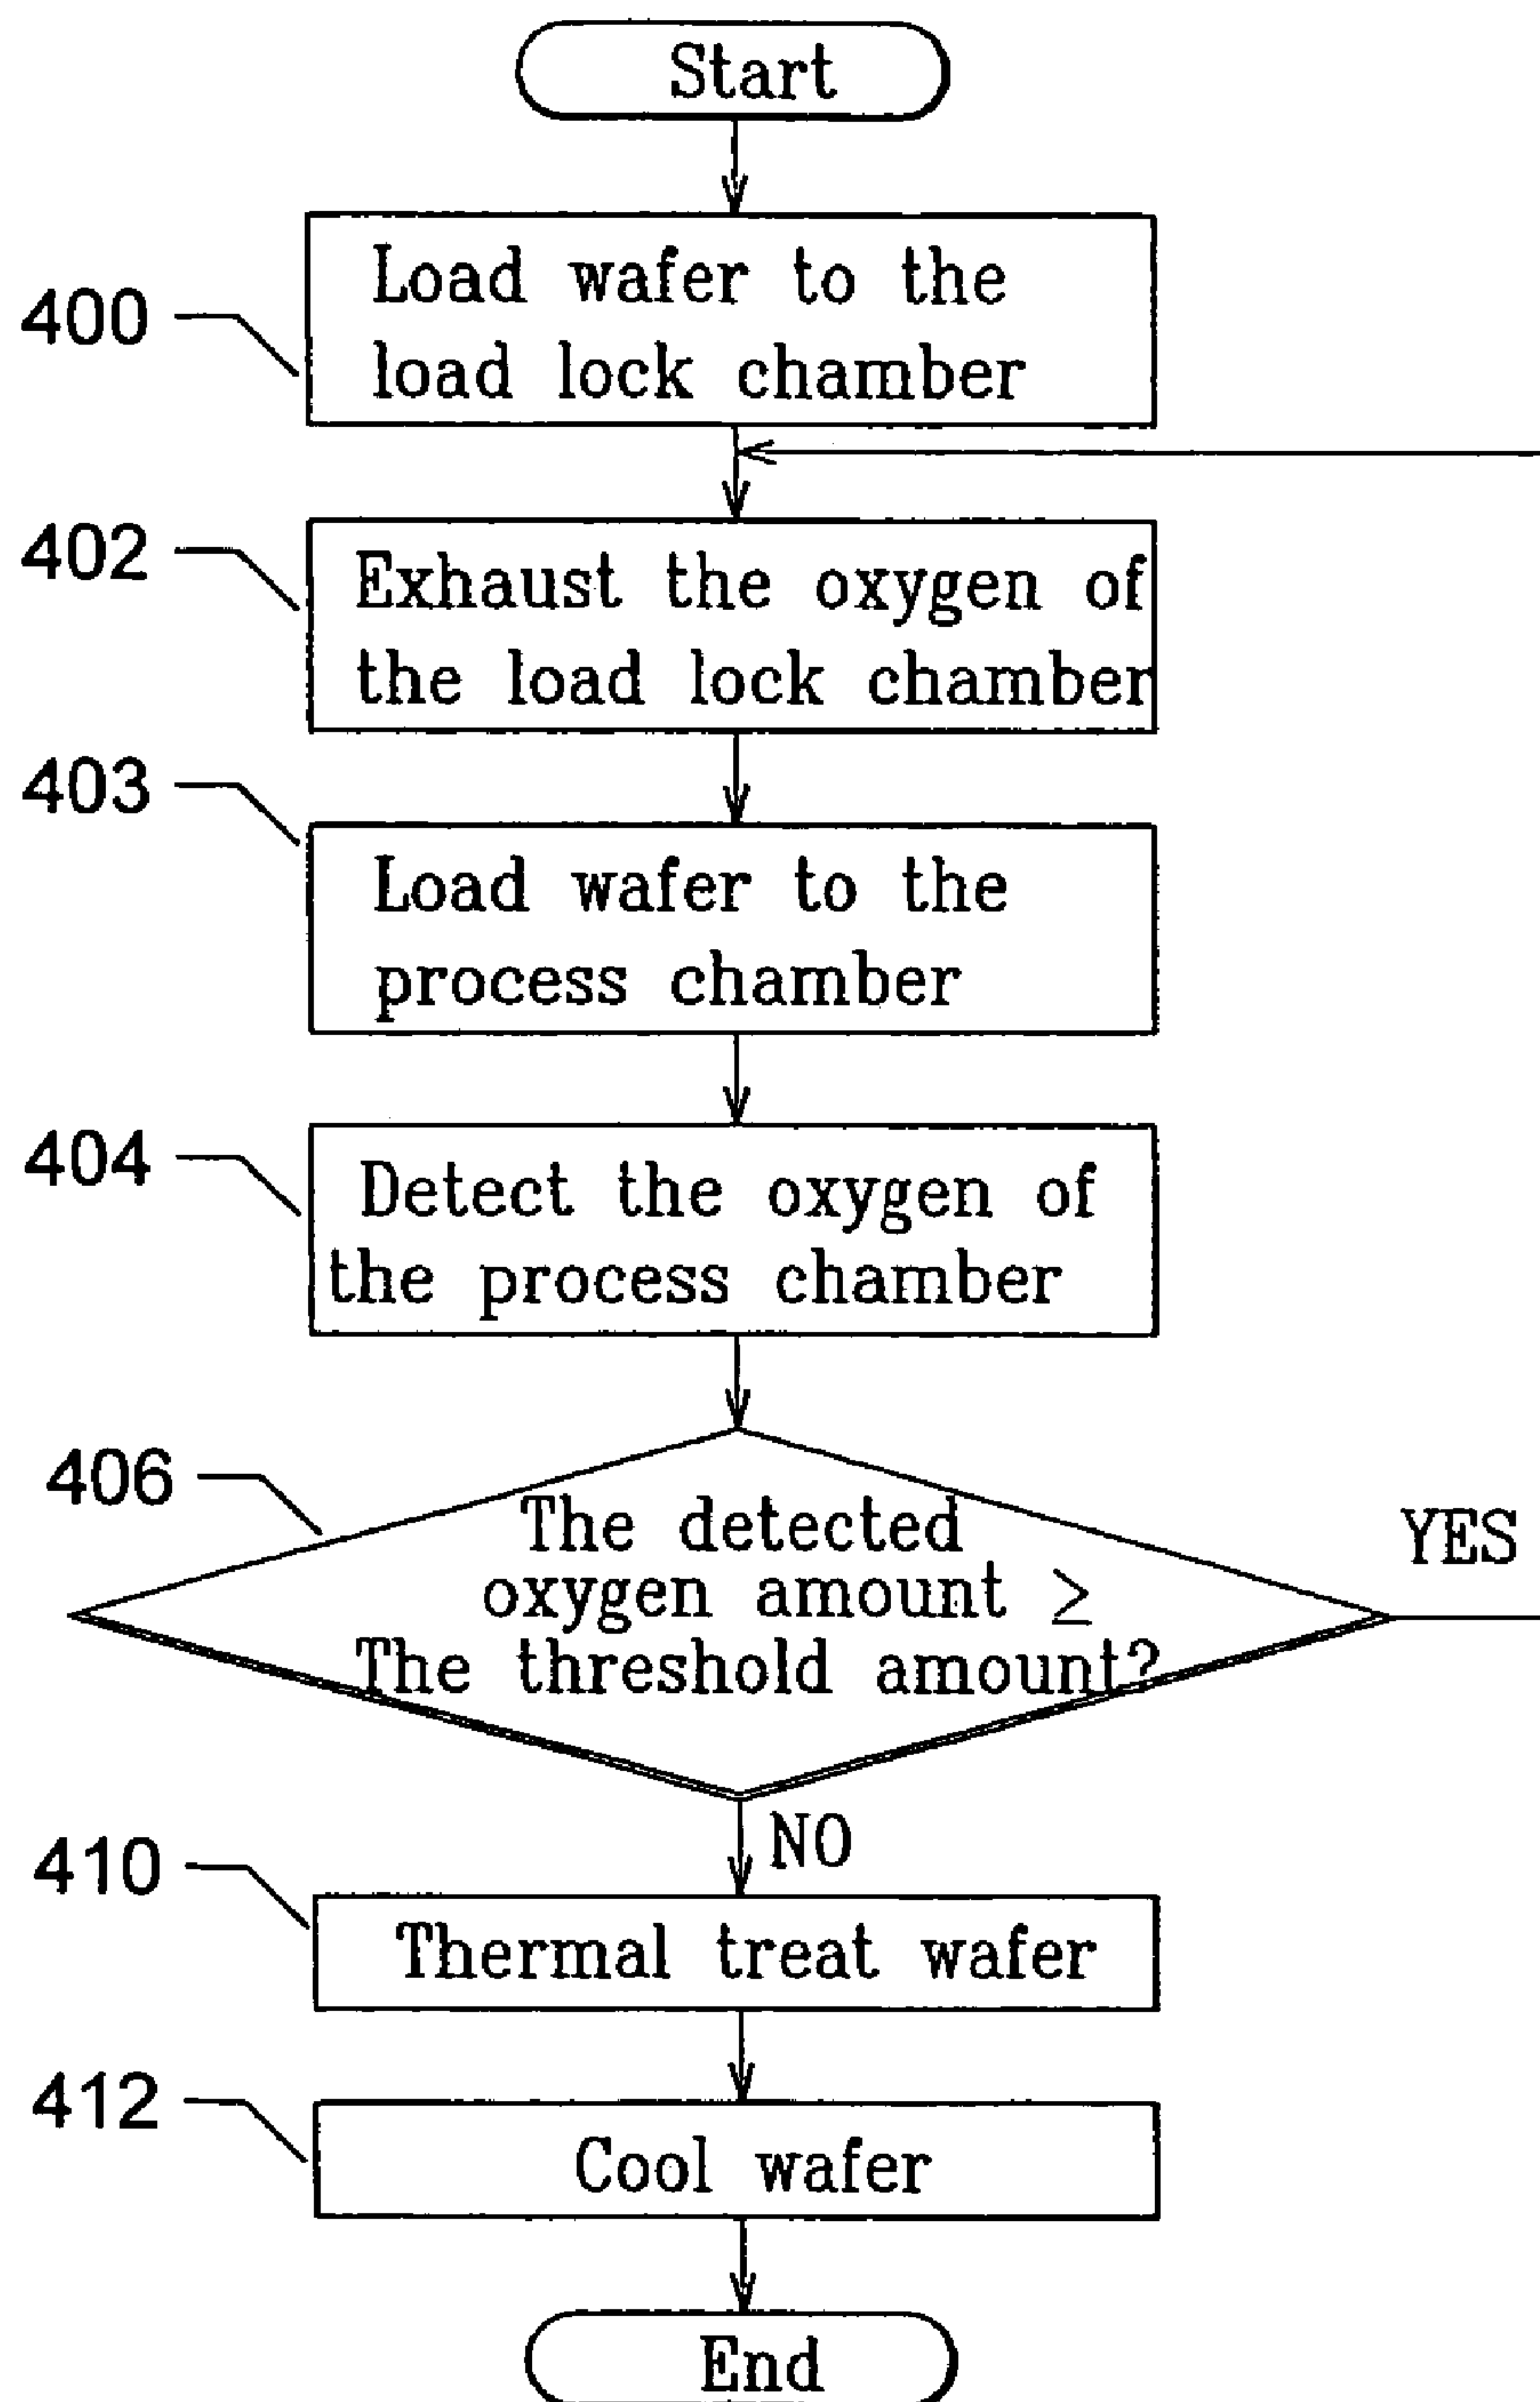 Start
400
Load wafer to the
load lock chamber
402
Exhaust the oxygen of
the load lock chamber
403
Load wafer to the
process chamber
404
Detect the oxygen of
the process chamber
406
The detected
oxygen amount ≥
The threshold amount?
YES
NO
410
Thermal treat wafer
412
Cool wafer
End